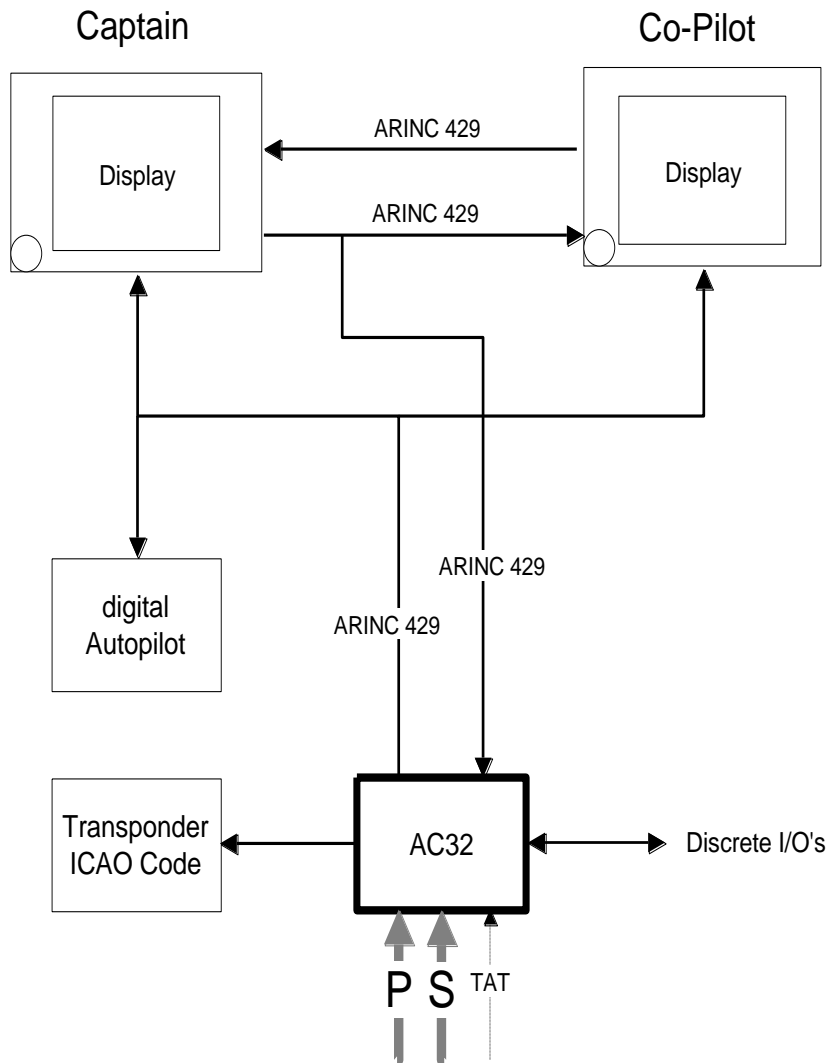 Captain
Co-Pilot
ARINC 429
Display
Display
ARINC 429
ARINC 429
ARINC 429
digital
Autopilot
Transponder
ICAO Code
AC32
Discrete I/O's
P S TAT